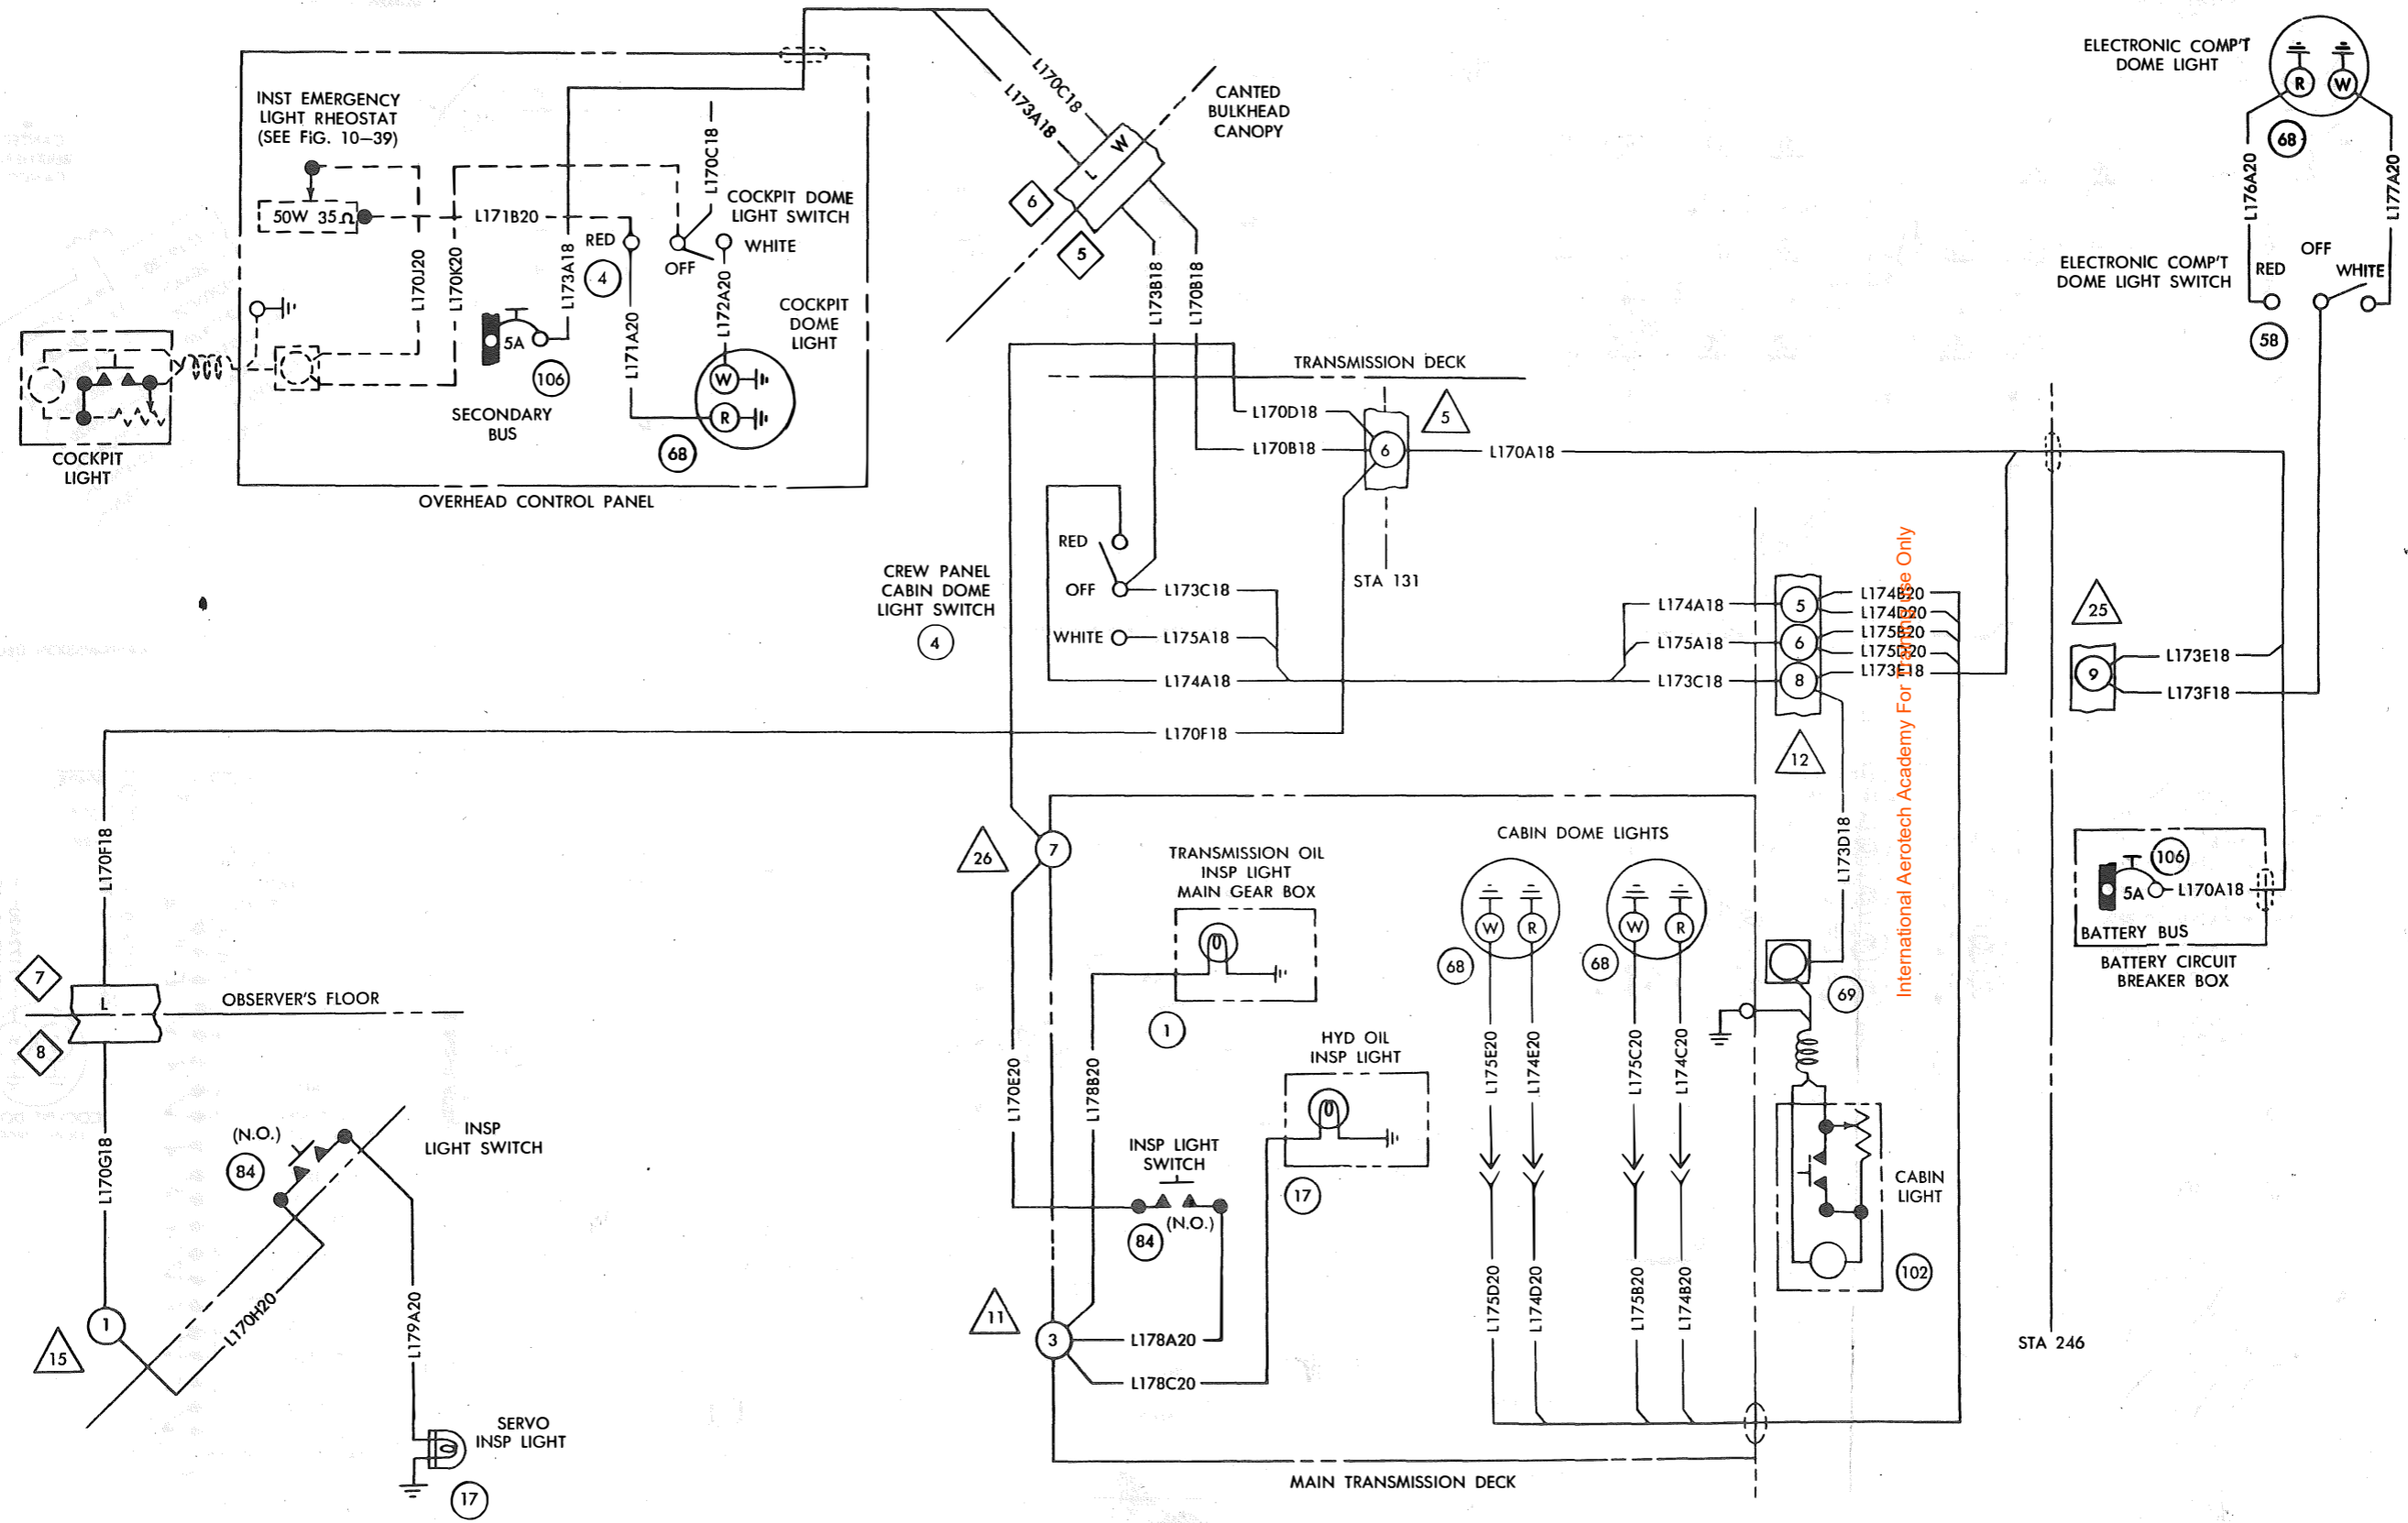 INST EMERGENCY
LIGHT RHEOSTAT
(SEE FIG. 10-39)
50W 35Ω
L171B20
L170J20
L170K20
L173A18
L170C18
COCKPIT DOME
LIGHT SWITCH
RED
OFF
WHITE
4
L171A20
L172A20
COCKPIT
DOME
LIGHT
W
R
68
5A
106
SECONDARY
BUS
COCKPIT
LIGHT
OVERHEAD CONTROL PANEL
L170C18
L173A18
W
L
CANTED
BULKHEAD
CANOPY
6
5
L173B18
L170B18
ELECTRONIC COMP'T
DOME LIGHT
R
W
68
L176A20
L177A20
ELECTRONIC COMP'T
DOME LIGHT SWITCH
RED
OFF
WHITE
58
TRANSMISSION DECK
L170D18
L170B18
6
5
L170A18
STA 131
CREW PANEL
CABIN DOME
LIGHT SWITCH
4
RED
OFF
WHITE
L173C18
L175A18
L174A18
L170F18
L174A18
L175A18
L173C18
5
6
8
L174B20
L174D20
L175B20
L175D20
12
L173D18
International Aerotech Academy For Training use Only
25
9
L173E18
L173F18
106
5A
L170A18
BATTERY BUS
BATTERY CIRCUIT
BREAKER BOX
STA 246
L170F18
7
8
L
OBSERVER'S FLOOR
L170G18
(N.O.)
84
INSP
LIGHT SWITCH
L170H20
L179A20
1
15
SERVO
INSP LIGHT
17
26
7
TRANSMISSION OIL
INSP LIGHT
MAIN GEAR BOX
1
L170E20
L178B20
HYD OIL
INSP LIGHT
17
INSP LIGHT
SWITCH
(N.O.)
84
11
3
L178A20
L178C20
CABIN DOME LIGHTS
W
R
W
R
68
68
L175E20
L174E20
L175C20
L174C20
L175D20
L174D20
L175B20
L174B20
69
CABIN
LIGHT
102
MAIN TRANSMISSION DECK